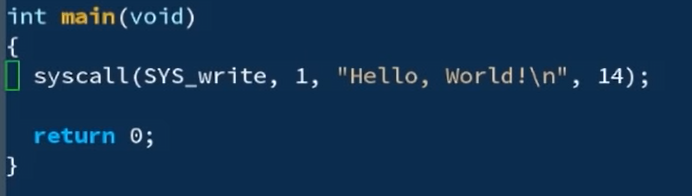 int main(void)
{
  syscall(SYS_write, 1, "Hello, World!\n", 14);
  return 0;
}